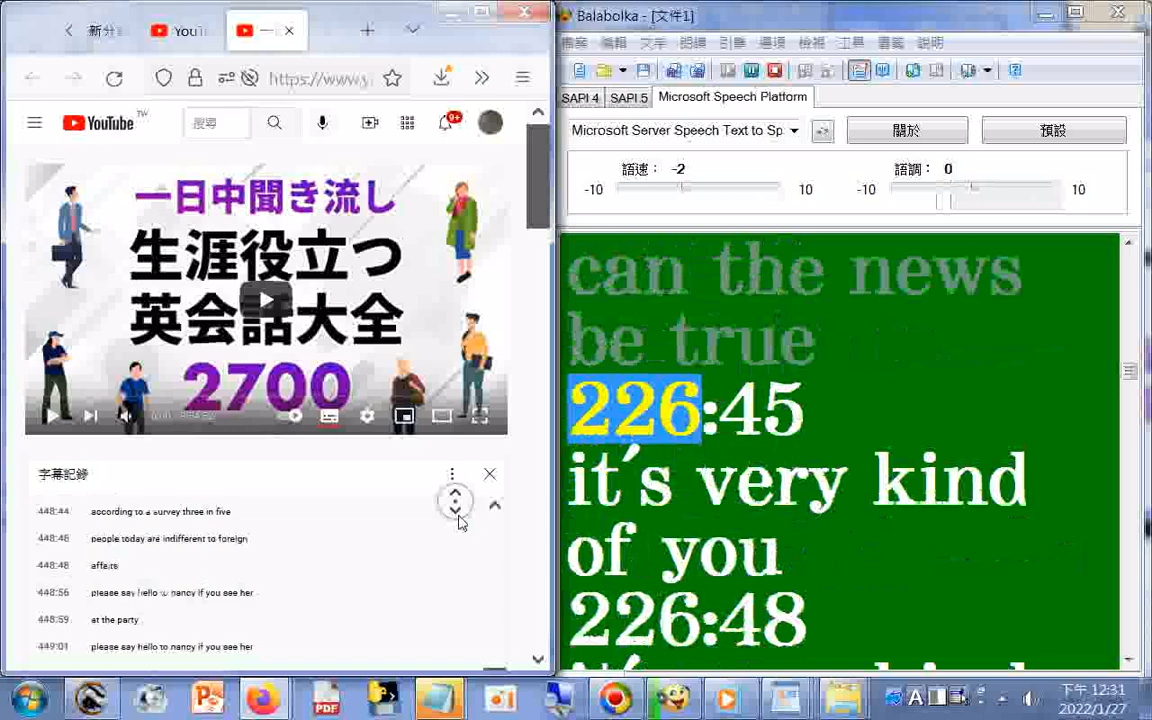 新分
YouT
一
https://www.y
YouTube TW
搜尋
9+
一日中聞き流し
生涯役立つ
英会話大全
2700
字幕記錄
448:44 according to a survey three in five
448:48 people today are indifferent to foreign
448:48 affairs
448:56 please say hello to nancy if you see her
448:59 at the party
449:01 please say hello to nancy if you see her
Balabolka - [文件1]
檔案 編輯 文字 閱讀 引擎 選項 檢視 工具 書籤 說明
SAPI 4 SAPI 5 Microsoft Speech Platform
Microsoft Server Speech Text to Sp
關於
預設
語速： -2
語調： 0
-10 10
-10 10
can the news
be true
226:45
it's very kind
of you
226:48
PDF
A
下午 12:31
2022/1/27